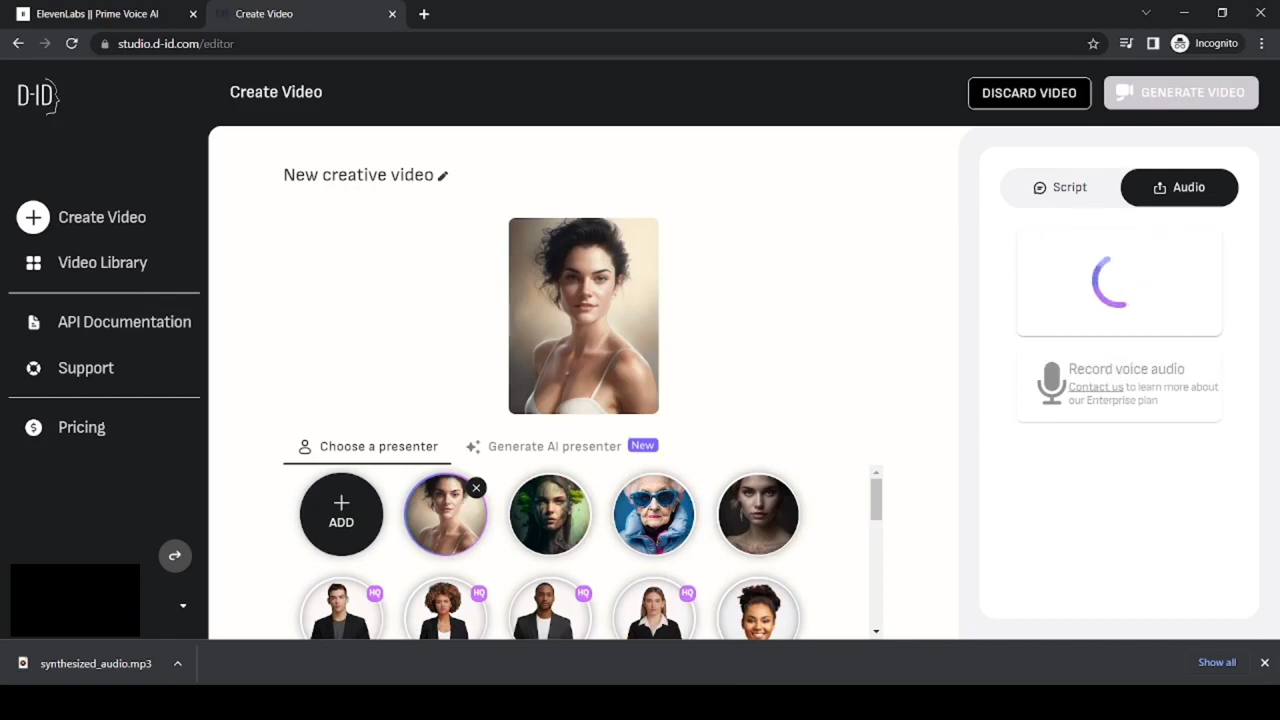 ElevenLabs || Prime Voice AI
Create Video
studio.d-id.com/editor
Incognito
D-ID
Create Video
DISCARD VIDEO
GENERATE VIDEO
New creative video
Script
Audio
Create Video
Video Library
API Documentation
Support
Pricing
Record voice audio
Contact us to learn more about
our Enterprise plan
Choose a presenter
Generate AI presenter
New
ADD
HQ
HQ
HQ
HQ
synthesized_audio.mp3
Show all